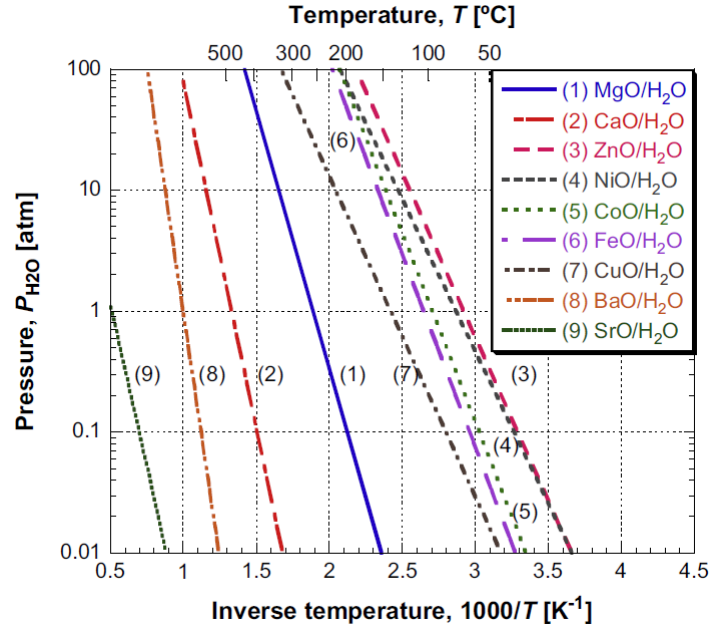 Temperature, T [ºC]
500 300 200 100 50
100
10
1
0.1
0.01
Pressure, P_H2O [atm]
(1) MgO/H₂O
(2) CaO/H₂O
(3) ZnO/H₂O
(4) NiO/H₂O
(5) CoO/H₂O
(6) FeO/H₂O
(7) CuO/H₂O
(8) BaO/H₂O
(9) SrO/H₂O
(6)
(9) (8) (2) (1) (7) (3)
(4)
(5)
0.5 1 1.5 2 2.5 3 3.5 4 4.5
Inverse temperature, 1000/T [K⁻¹]